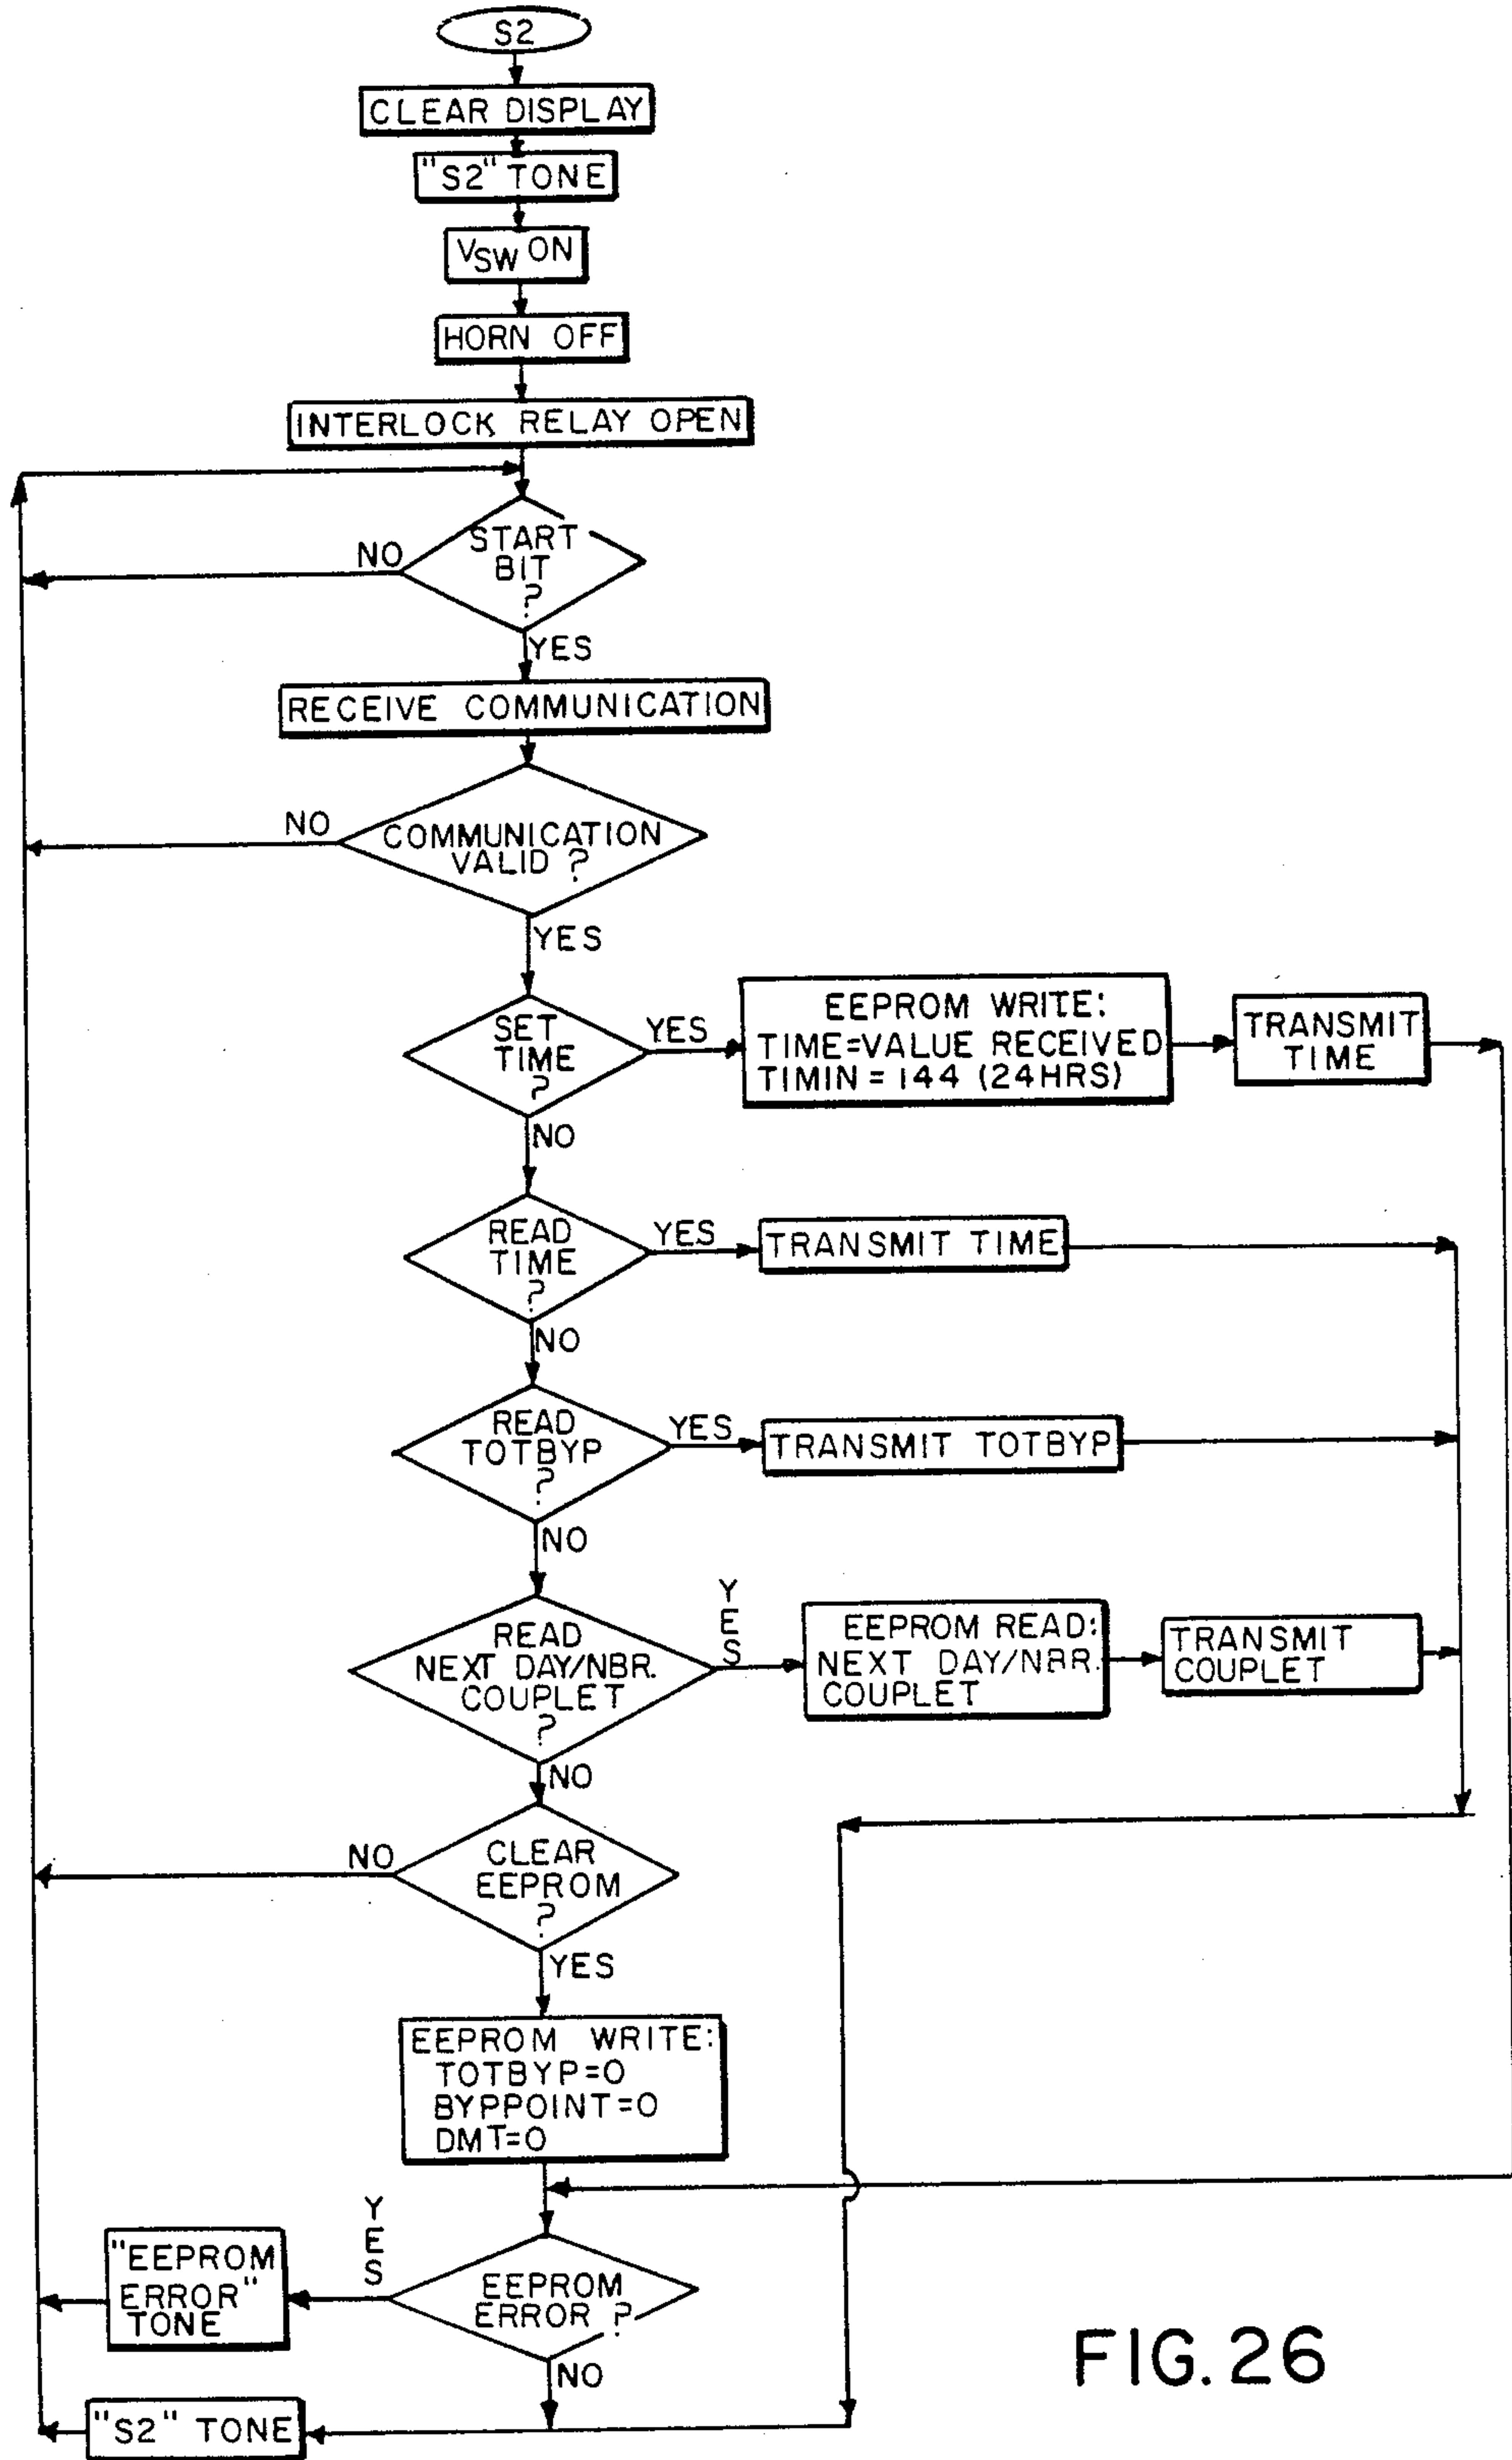 S2
CLEAR DISPLAY
"S2" TONE
VSW ON
HORN OFF
INTERLOCK RELAY OPEN
START
BIT
?
NO
YES
RECEIVE COMMUNICATION
COMMUNICATION
VALID ?
NO
YES
SET
TIME
?
YES
EEPROM WRITE:
TIME=VALUE RECEIVED
TIMIN = 144 (24HRS)
TRANSMIT
TIME
NO
READ
TIME
?
YES
TRANSMIT TIME
NO
READ
TOTBYP
?
YES
TRANSMIT TOTBYP
NO
READ
NEXT DAY/NBR.
COUPLET
?
YES
EEPROM READ:
NEXT DAY/NBR.
COUPLET
TRANSMIT
COUPLET
NO
CLEAR
EEPROM
?
NO
YES
EEPROM WRITE:
TOTBYP=0
BYPPOINT=0
DMT=0
EEPROM
ERROR ?
YES
"EEPROM
ERROR"
TONE
NO
"S2" TONE
FIG. 26